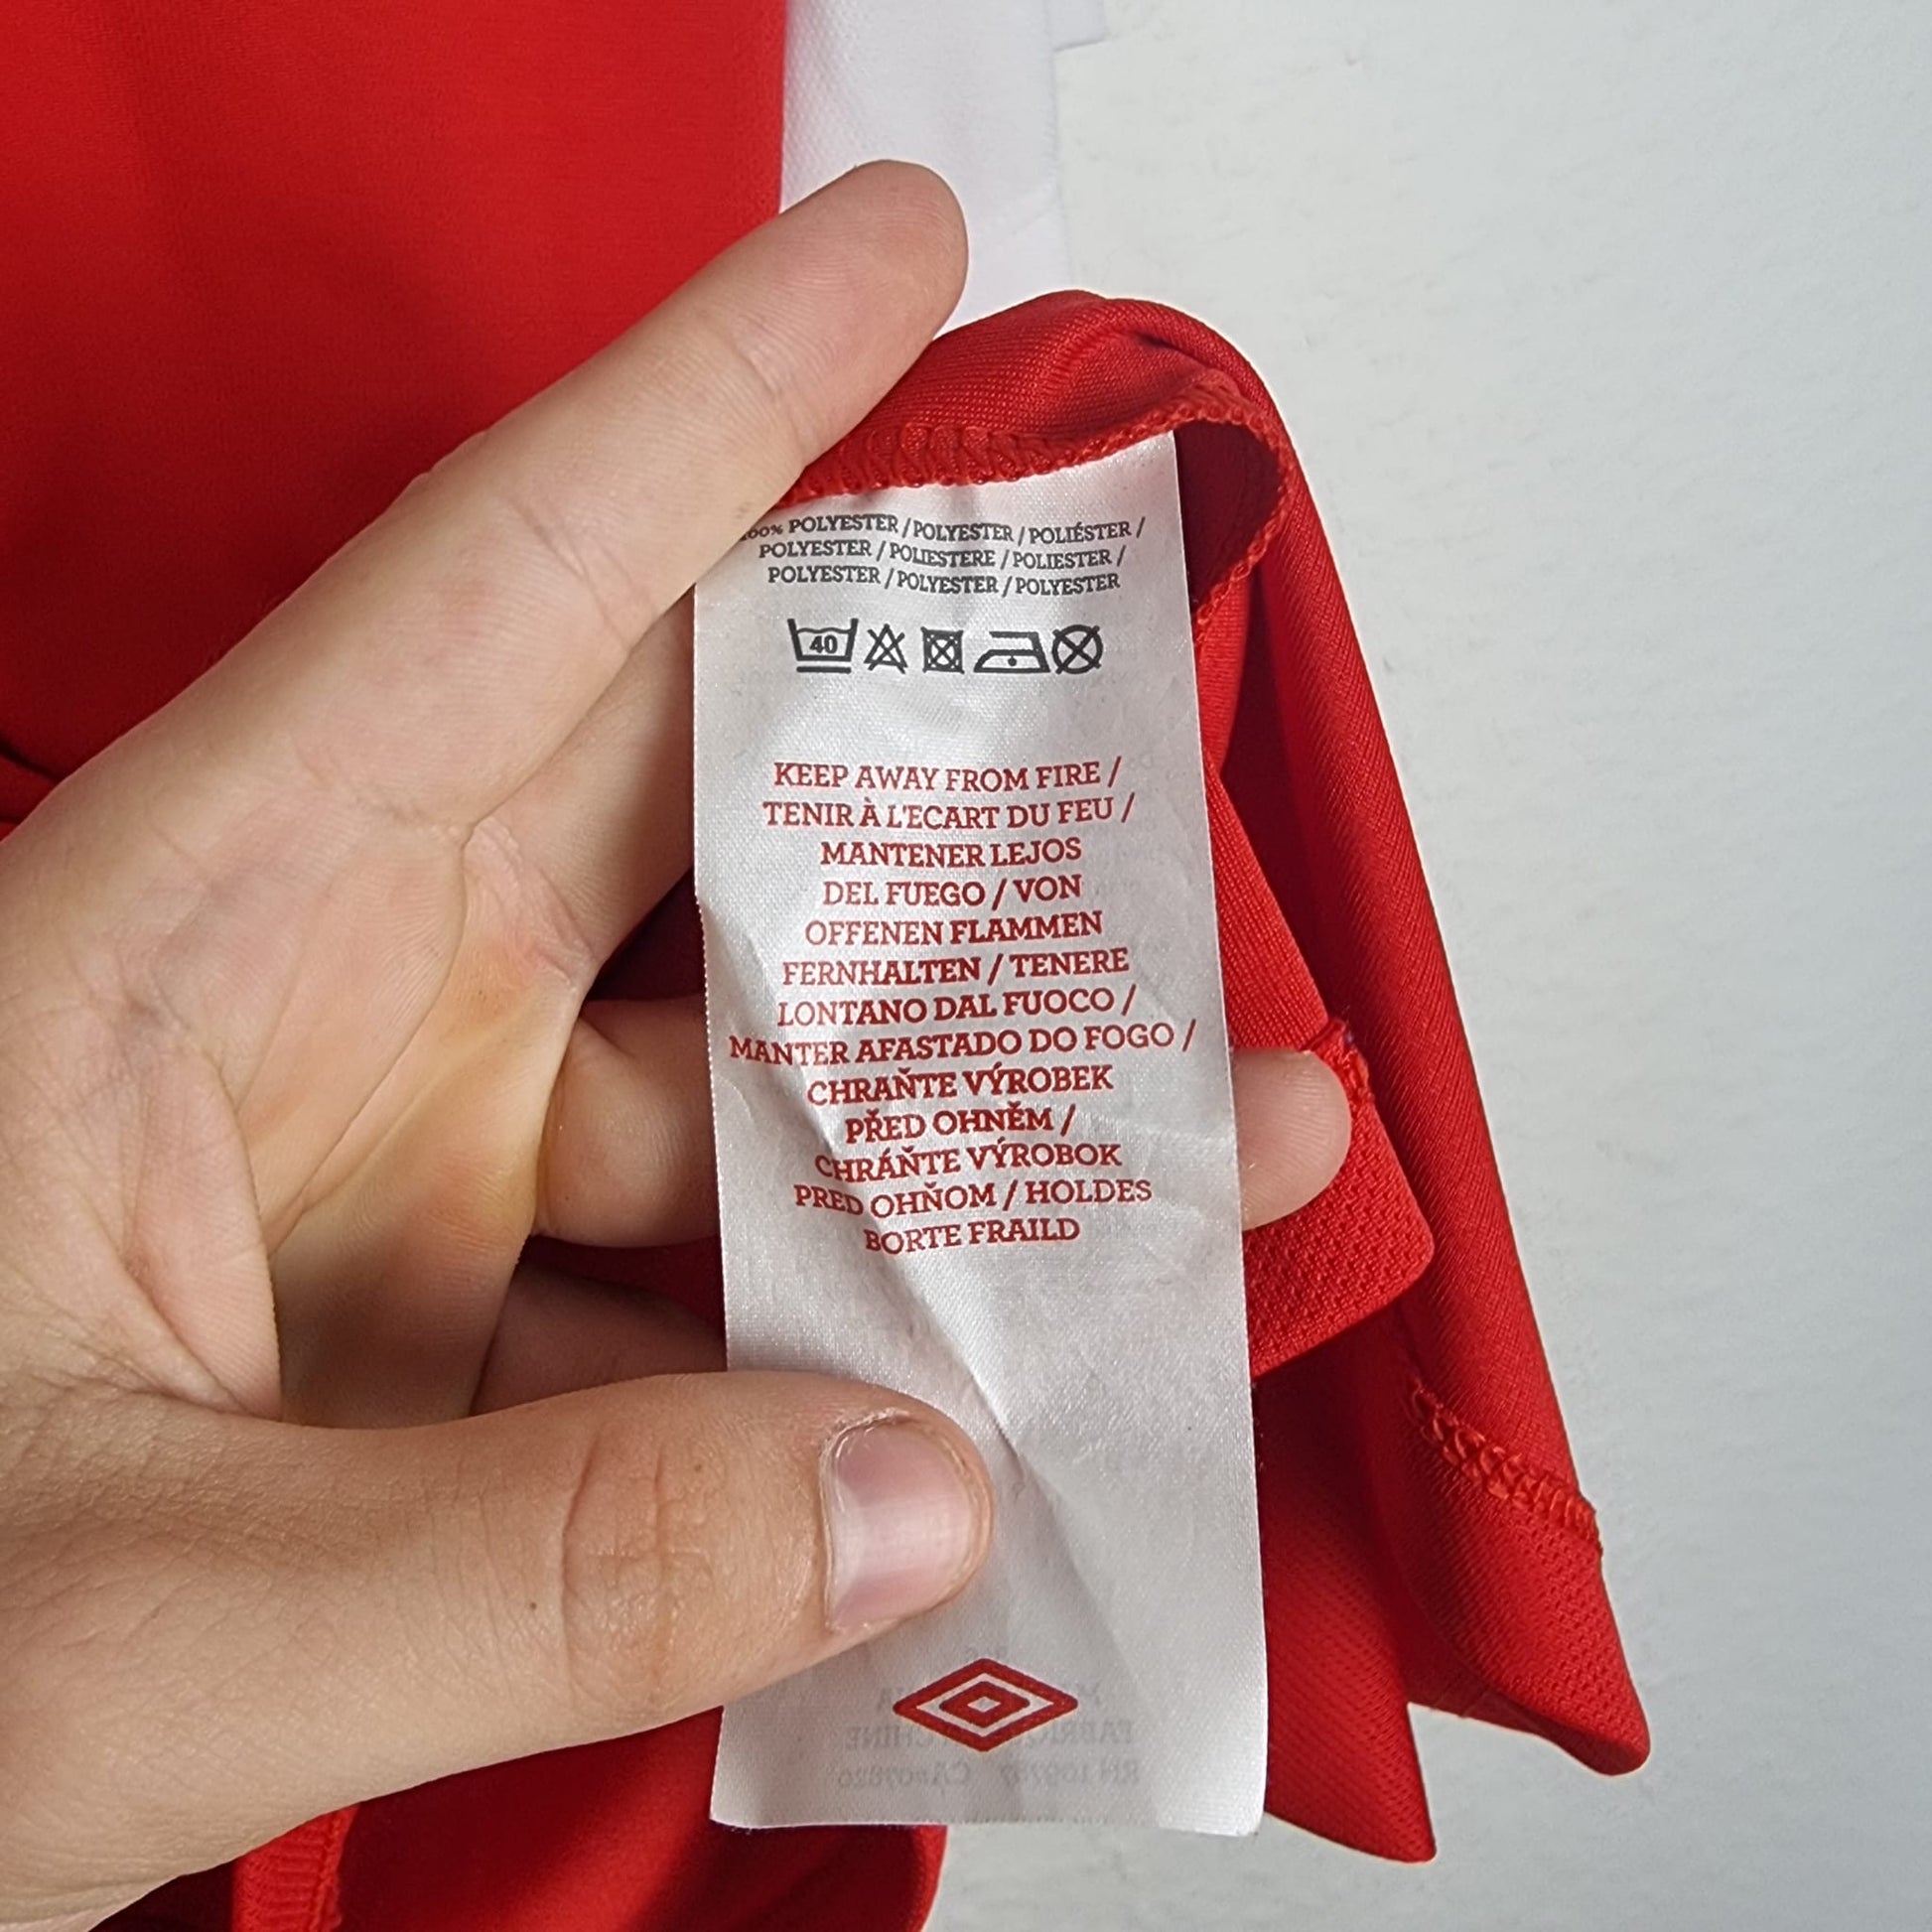 100% POLYESTER / POLYESTER / POLIÉSTER /
POLYESTER / POLIESTERE / POLIESTER /
POLYESTER / POLYESTER / POLYESTER
40
KEEP AWAY FROM FIRE /
TENIR À L'ECART DU FEU /
MANTENER LEJOS
DEL FUEGO / VON
OFFENEN FLAMMEN
FERNHALTEN / TENERE
LONTANO DAL FUOCO /
MANTER AFASTADO DO FOGO /
CHRAŇTE VÝROBEK
PŘED OHNĚM /
CHRÁŇTE VÝROBOK
PRED OHŇOM / HOLDES
BORTE FRAILD